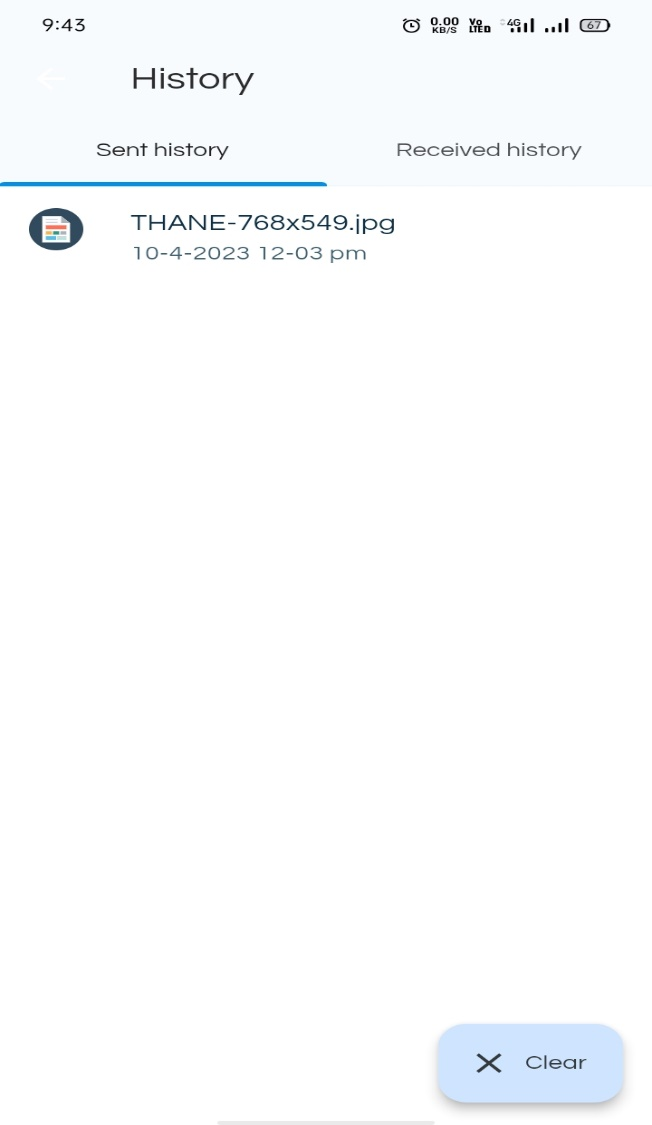 9:43
0.00
KB/S
Vo
LTE
4G
67
History
Sent history
Received history
THANE-768x549.jpg
10-4-2023 12-03 pm
Clear